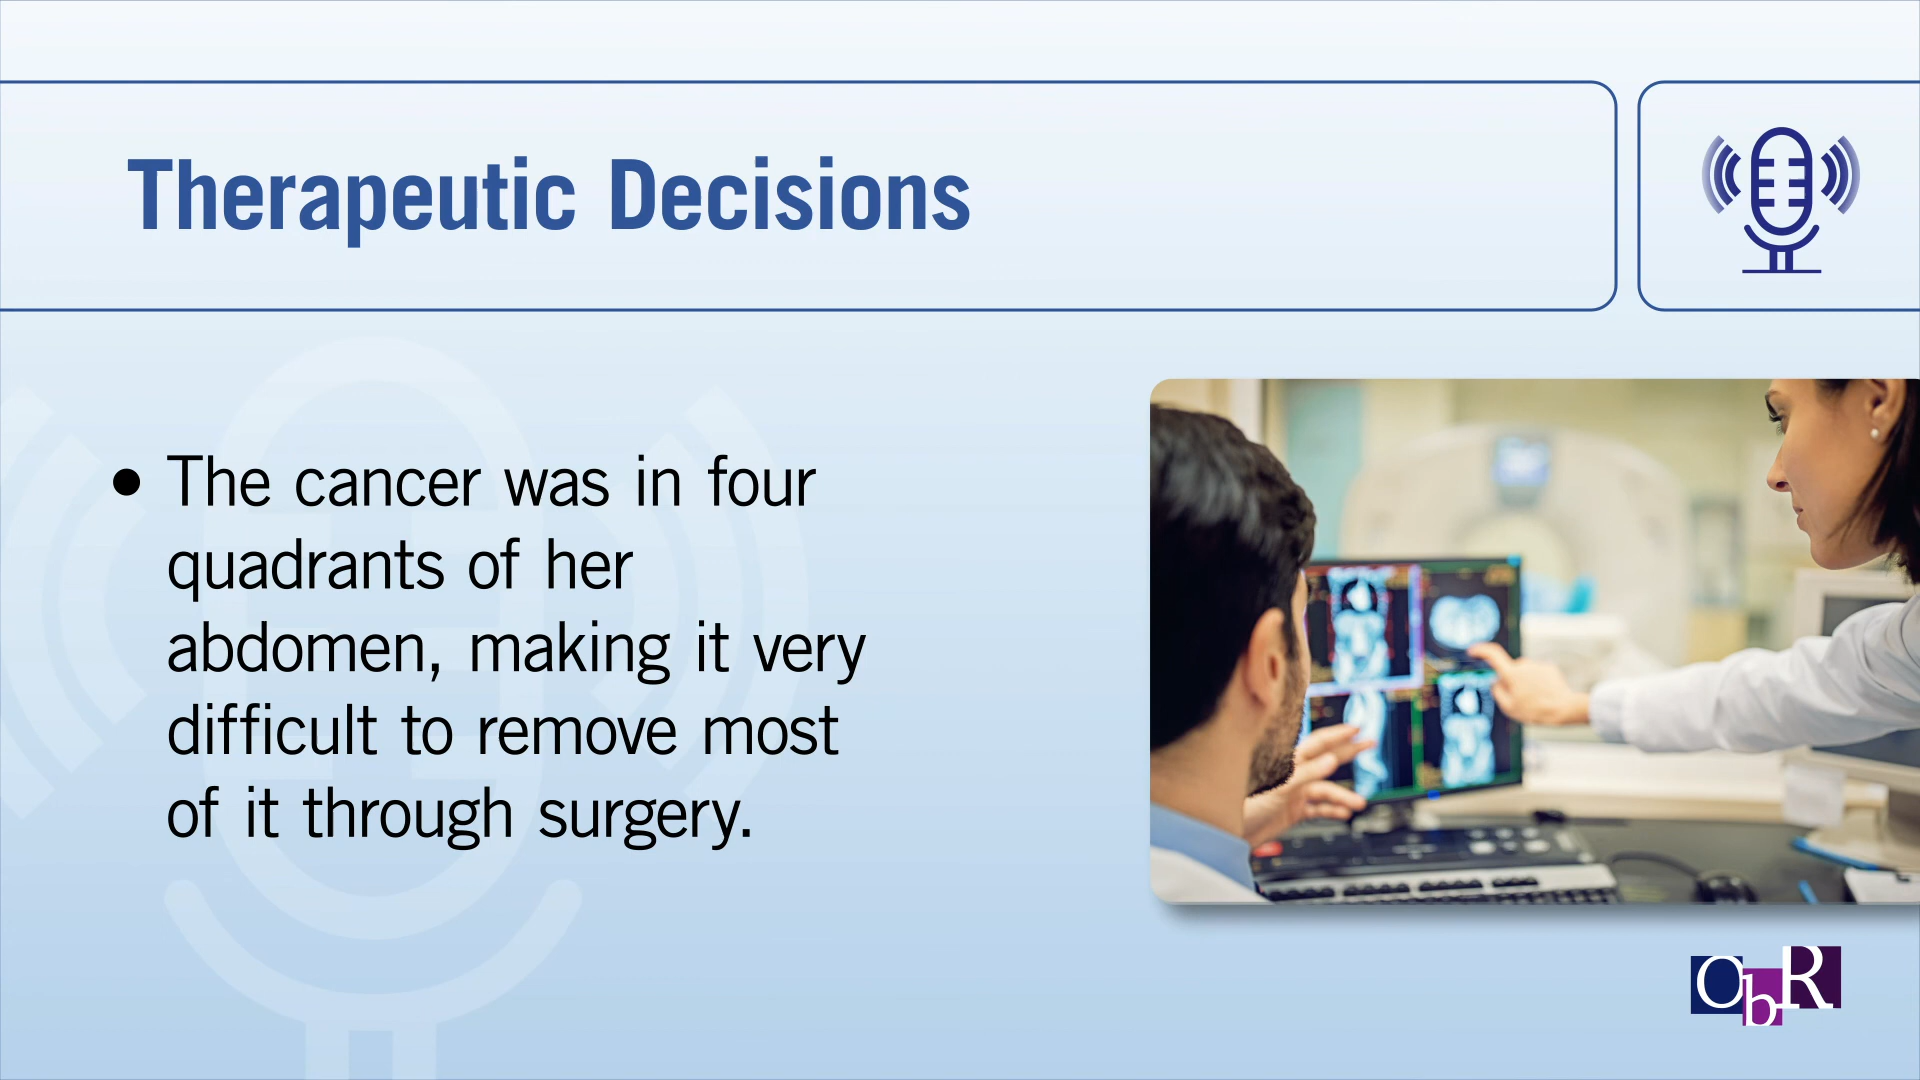 Therapeutic Decisions
• The cancer was in four
quadrants of her
abdomen, making it very
difficult to remove most
of it through surgery.
ObR